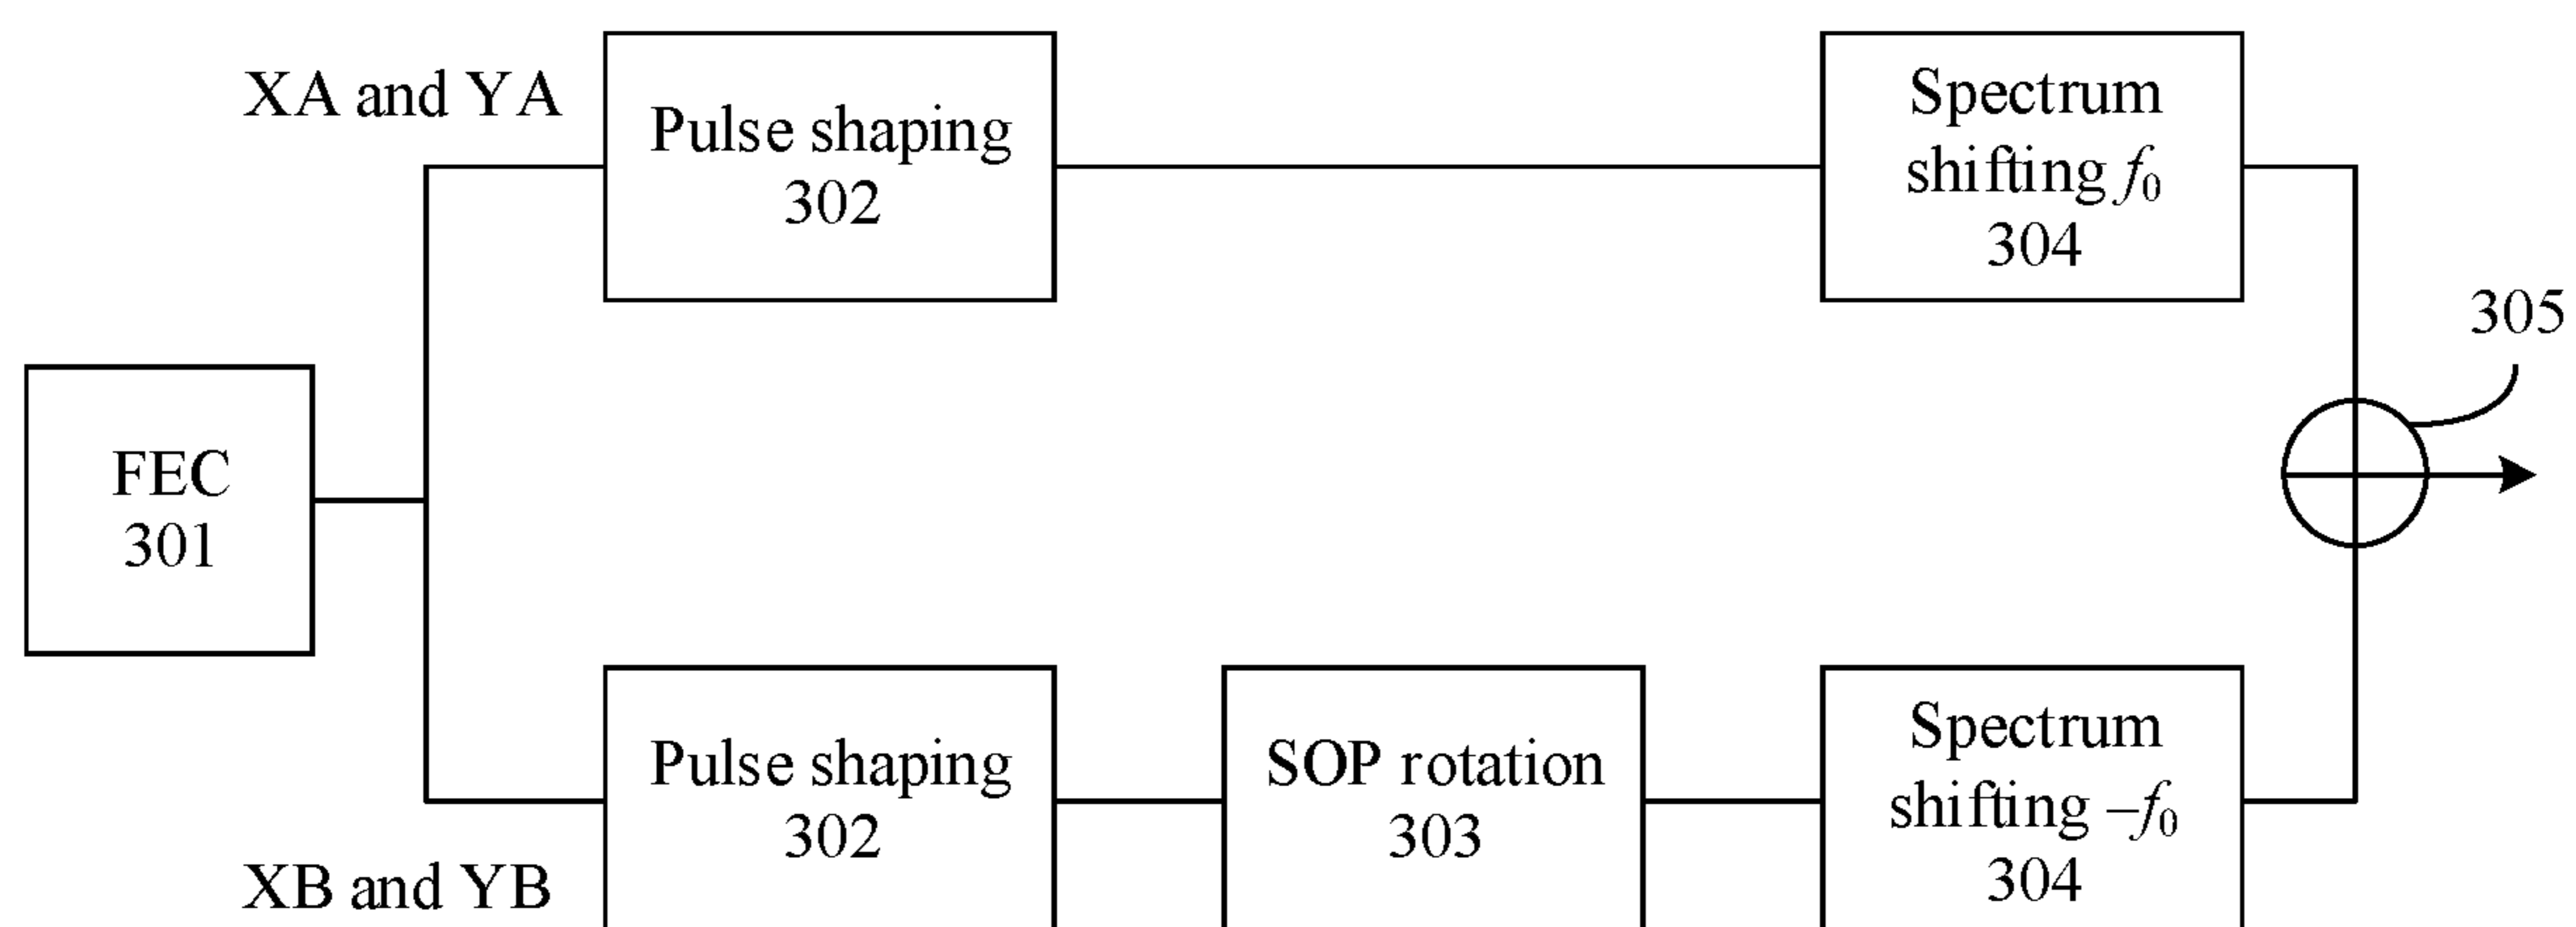 XA and YA
Pulse shaping
302
Spectrum
shifting f₀
304
305
FEC
301
Pulse shaping
302
SOP rotation
303
Spectrum
shifting –f₀
304
XB and YB